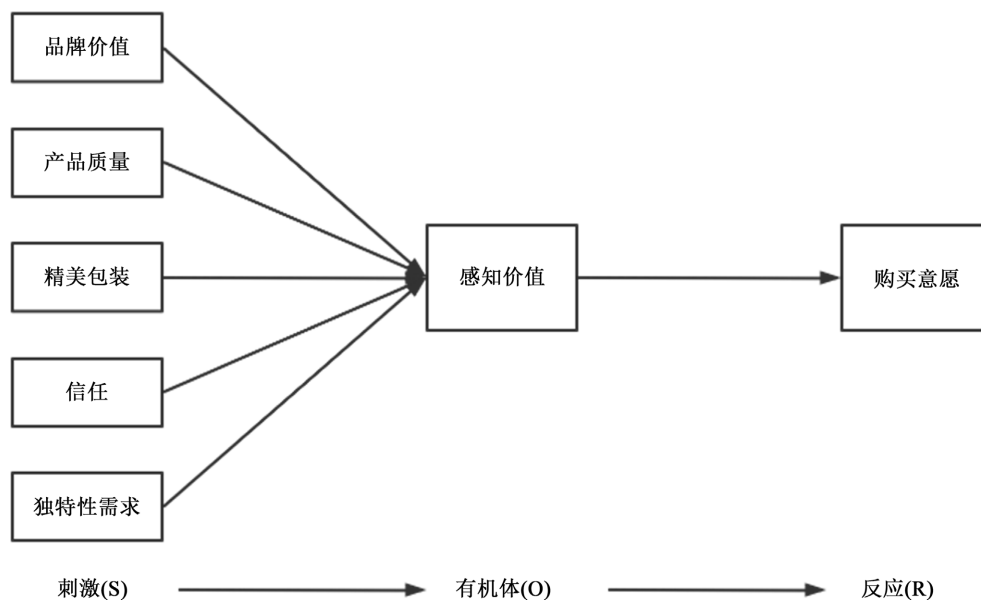 品牌价值
产品质量
精美包装
信任
独特性需求
感知价值
购买意愿
刺激(S)
有机体(O)
反应(R)